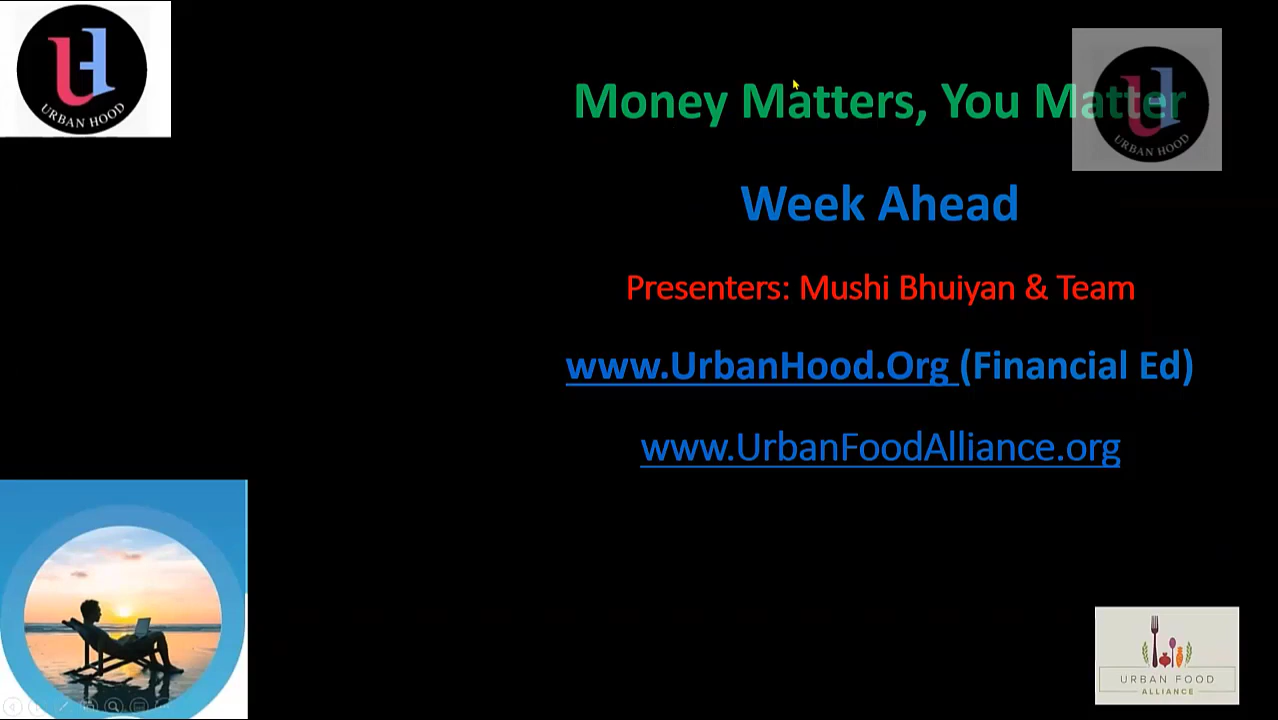 URBAN HOOD
Money Matters, You Matter
URBAN HOOD
Week Ahead
Presenters: Mushi Bhuiyan & Team
www.UrbanHood.Org (Financial Ed)
www.UrbanFoodAlliance.org
URBAN FOOD
ALLIANCE